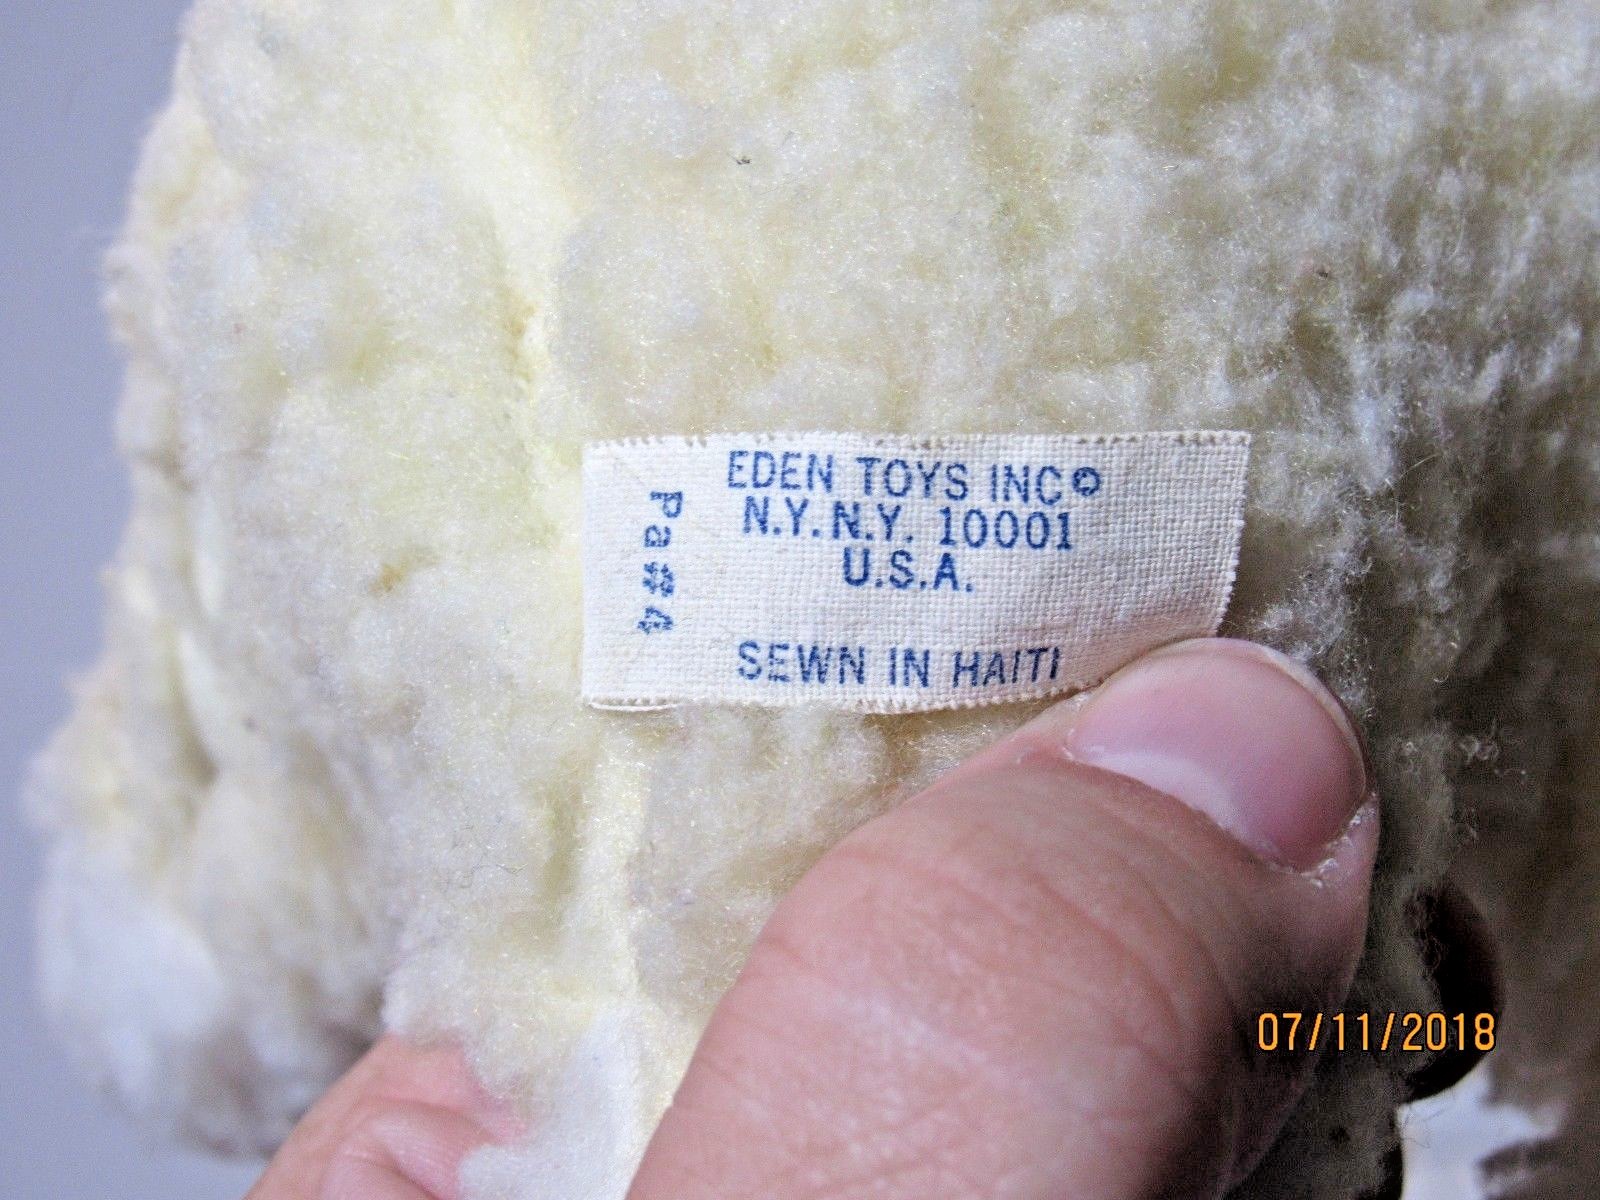 EDEN TOYS INC©
N.Y.N.Y. 10001
U.S.A.
SEWN IN HAITI
Pa#4
07/11/2018